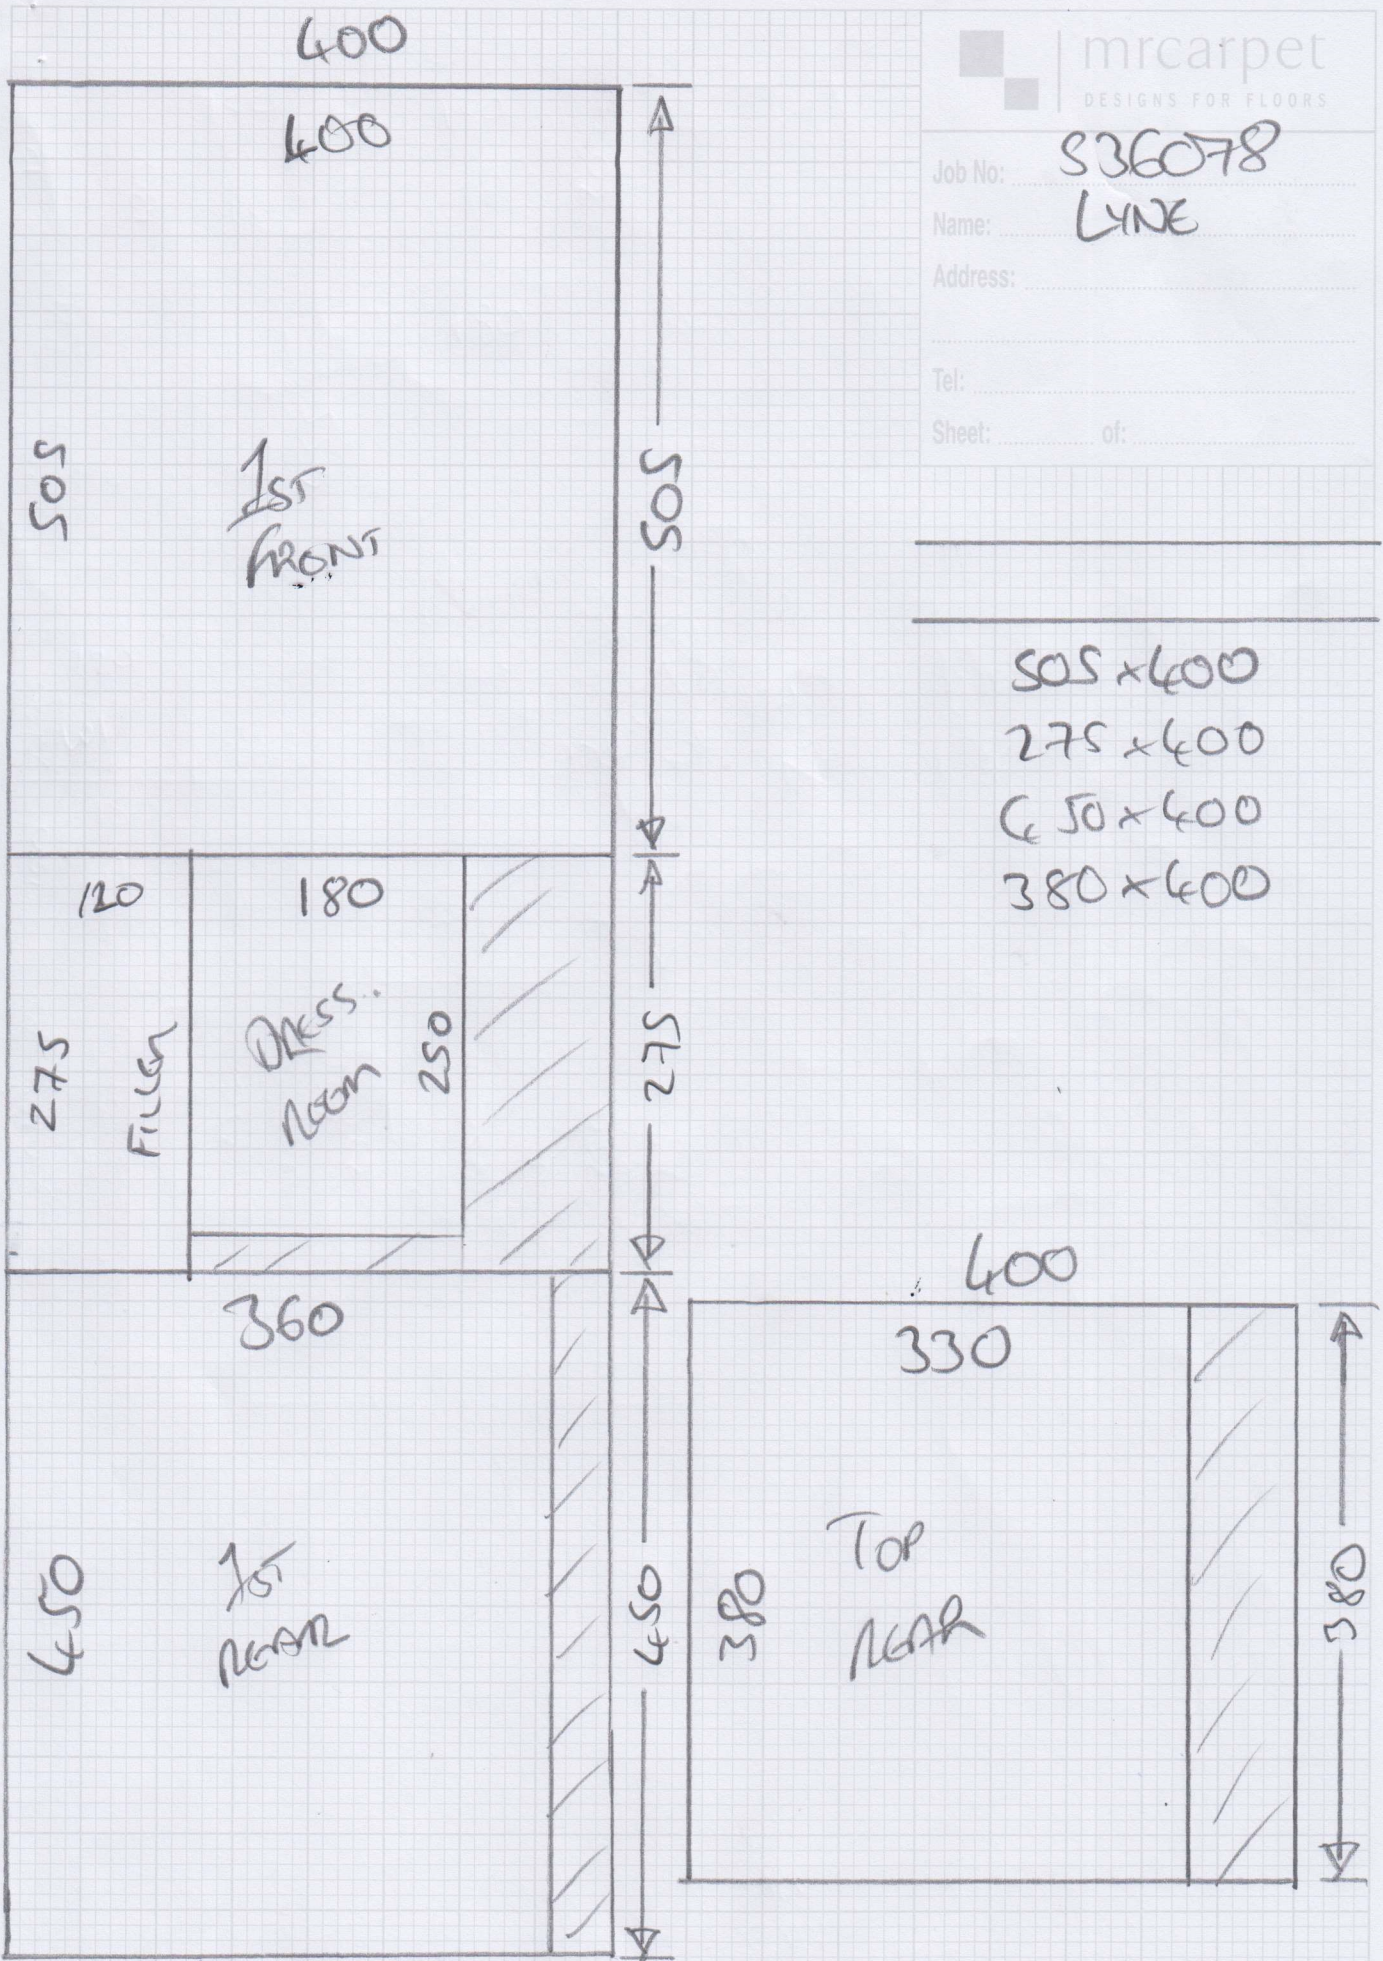 400
mrcarpet
DESIGNS FOR FLOORS
Job No: S36078
Name: LYNE
Address:
Tel:
Sheet: of:
400
505
1ST
FRONT
505
505 x 400
275 x 400
450 x 400
380 x 400
120
180
275
FILLER
DRESS.
ROOM
250
275
360
450
1ST
REAR
450
400
330
380
TOP
REAR
380